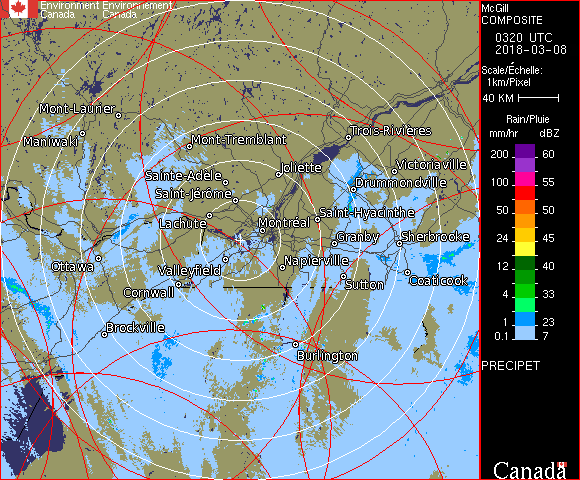 Environment Environnement
Canada Canada
McGill
COMPOSITE
0320 UTC
2018-03-08
Scale/Échelle:
1km/Pixel
40 KM
Rain/Pluie
mm/hr dBZ
200 60
100 55
50 50
24 45
12 40
4 33
1 23
0.1 7
PRECIPET
Canada
Mont-Laurier
Maniwaki
Mont-Tremblant
Trois-Rivières
Sainte-Adèle
Joliette
Victoriaville
Saint-Jérôme
Drummondville
Lachute
Montréal
Saint-Hyacinthe
Granby
Sherbrooke
Ottawa
Valleyfield
Napierville
Cornwall
Sutton
Coaticook
Brockville
Burlington